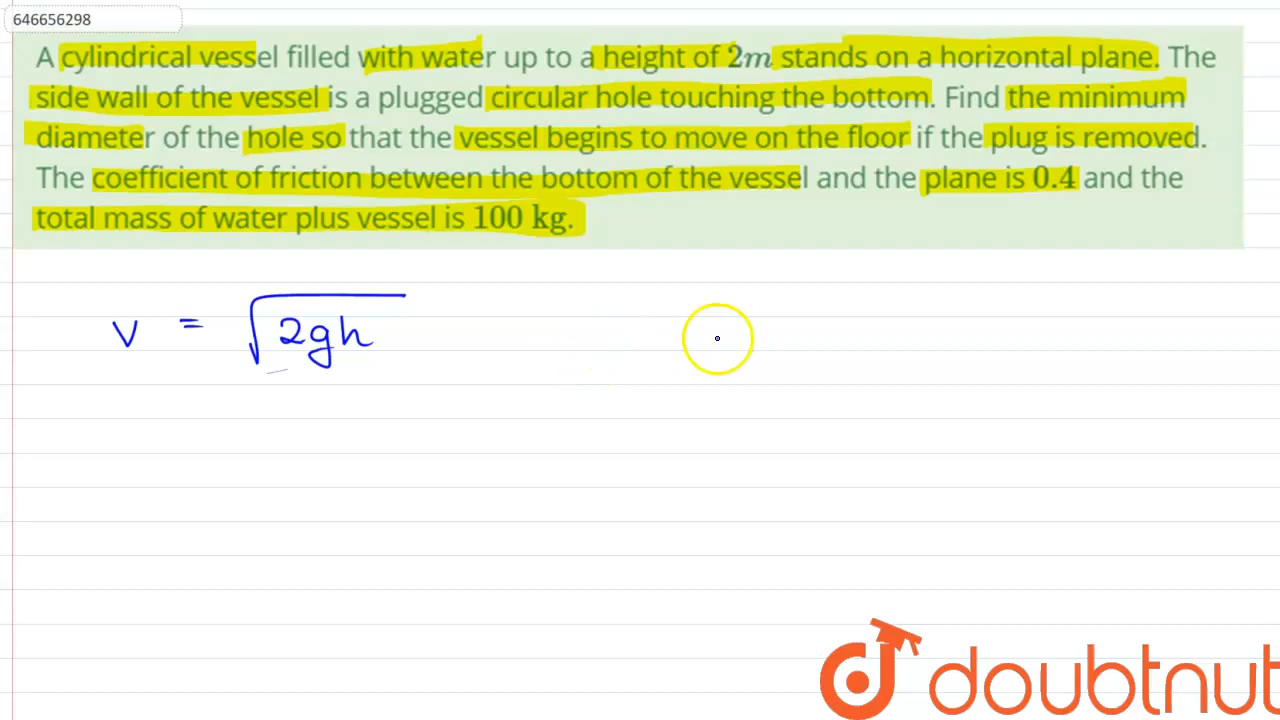 646656298
A cylindrical vessel filled with water up to a height of 2m stands on a horizontal plane. The
side wall of the vessel is a plugged circular hole touching the bottom. Find the minimum
diameter of the hole so that the vessel begins to move on the floor if the plug is removed.
The coefficient of friction between the bottom of the vessel and the plane is 0.4 and the
total mass of water plus vessel is 100 kg.
v = √2gh
doubtnut